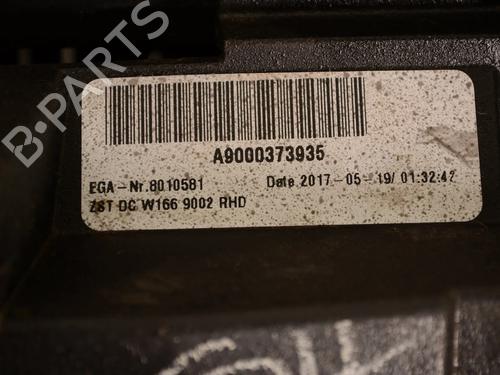 B-PARTS
A9000373935
EGA-Nr.8010581 Date 2017-05-19/ 01:32:42
ZST DC W166 9002 RHD